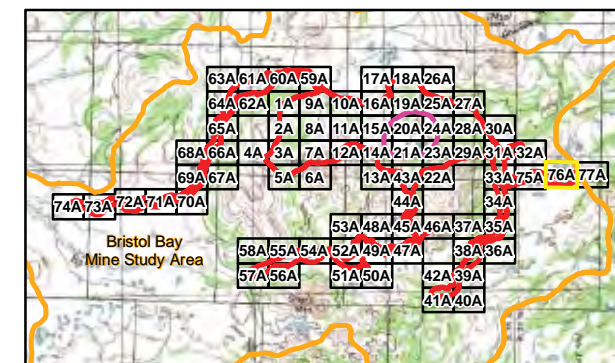 63A 61A 60A 59A 17A 18A 26A
64A 62A 1A 9A 10A 16A 19A 25A 27A
65A 2A 8A 11A 15A 20A 24A 28A 30A
68A 66A 4A 3A 7A 12A 14A 21A 23A 29A 31A 32A
69A 67A 5A 6A 13A 43A 22A 33A 75A 76A 77A
74A 73A 72A 71A 70A 44A 34A
53A 48A 45A 46A 37A 35A
Bristol Bay
Mine Study Area
58A 55A 54A 52A 49A 47A 38A 36A
57A 56A 51A 50A 42A 39A
41A 40A